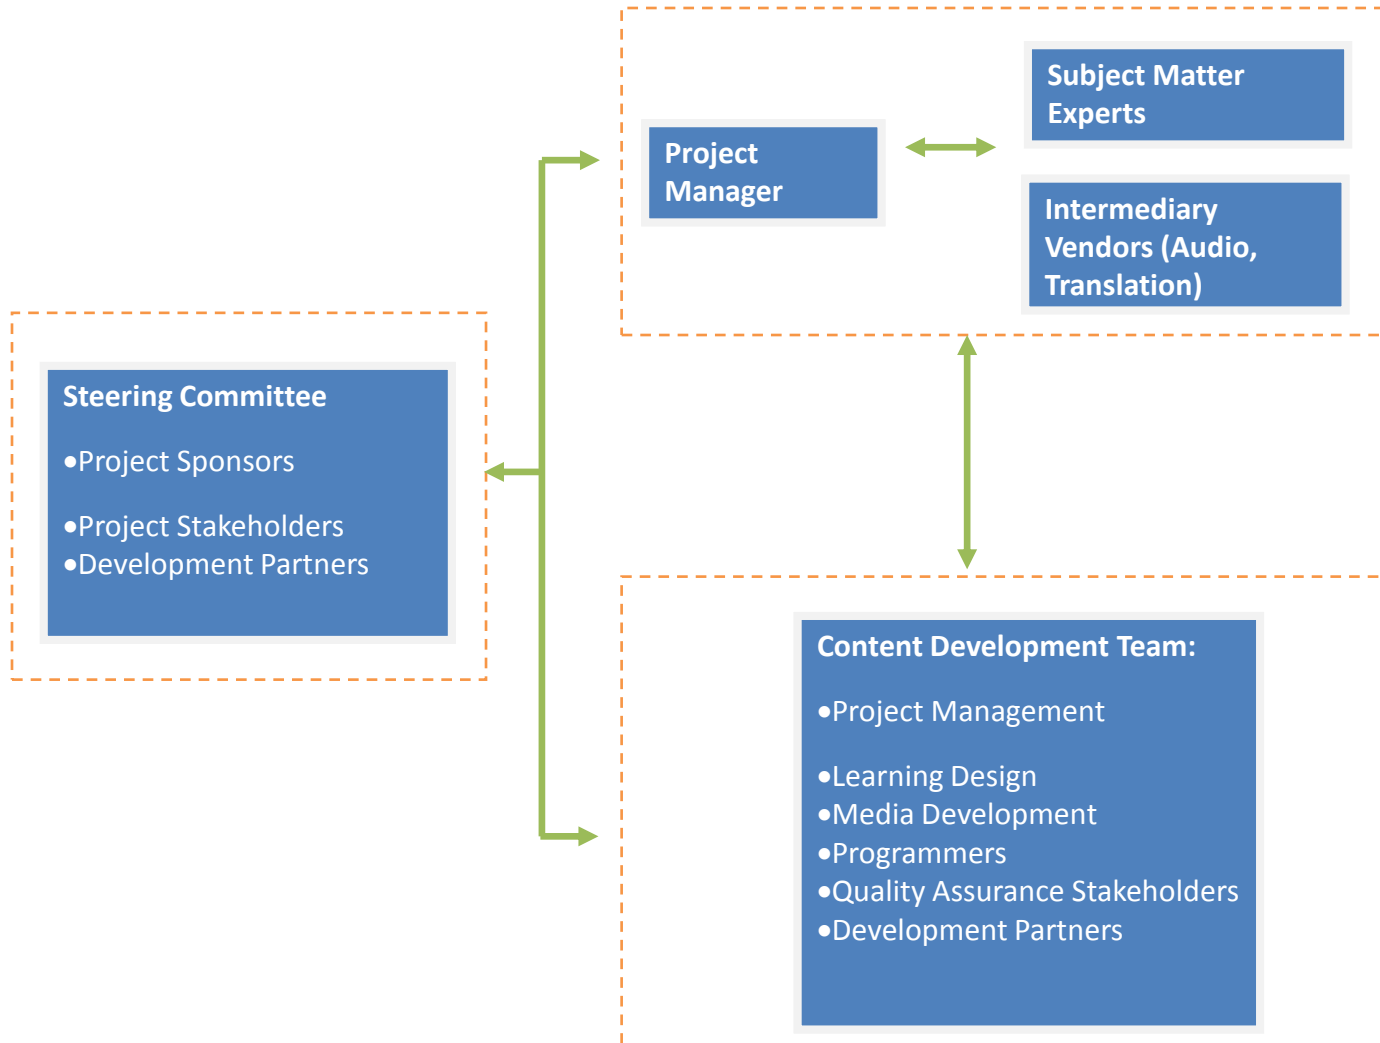 Subject Matter
Experts
Project
Manager
Intermediary
Vendors (Audio,
Translation)
Steering Committee
•Project Sponsors
•Project Stakeholders
•Development Partners
Content Development Team:
•Project Management
•Learning Design
•Media Development
•Programmers
•Quality Assurance Stakeholders
•Development Partners